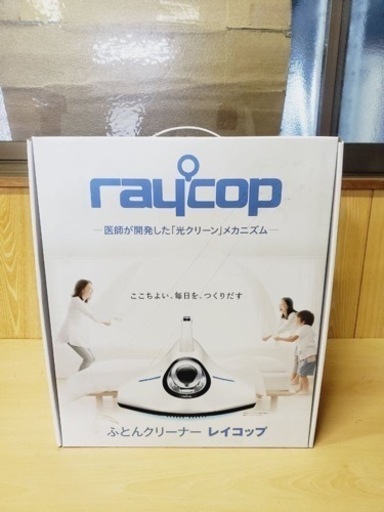 raycop
医師が開発した「光クリーン」メカニズム
ここちよい、毎日を、つくりだす
ふとんクリーナー レイコップ